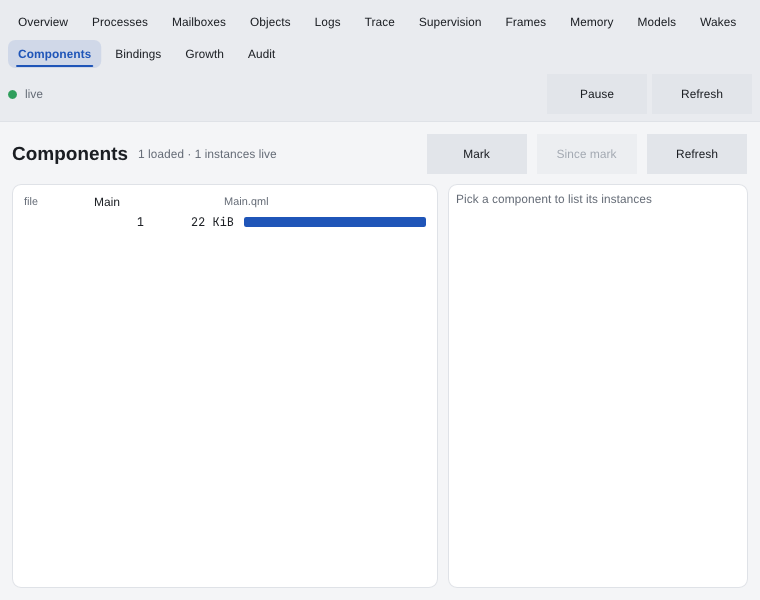 Overview Processes Mailboxes Objects Logs Trace Supervision Frames Memory Models Wakes
Components Bindings Growth Audit
live Pause Refresh
Components 1 loaded · 1 instances live Mark Since mark Refresh
file Main Main.qml
1 22 KiB
Pick a component to list its instances